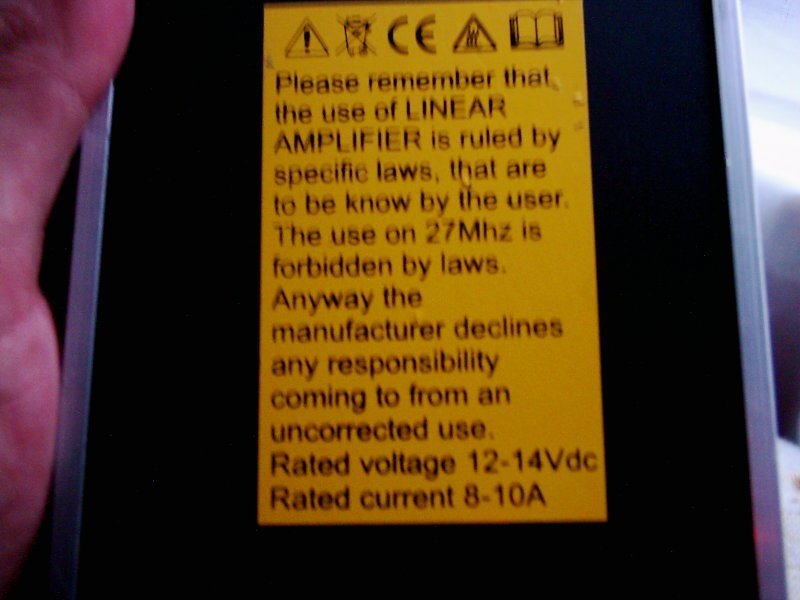 CE
Please remember that
the use of LINEAR
AMPLIFIER is ruled by
specific laws, that are
to be know by the user.
The use on 27Mhz is
forbidden by laws.
Anyway the
manufacturer declines
any responsibility
coming to from an
uncorrected use.
Rated voltage 12-14Vdc
Rated current 8-10A